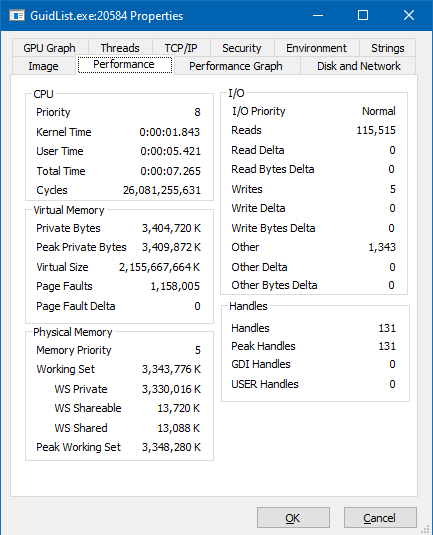 GuidList.exe:20584 Properties
GPU Graph Threads TCP/IP Security Environment Strings
Image Performance Performance Graph Disk and Network
CPU
Priority 8
Kernel Time 0:00:01.843
User Time 0:00:05.421
Total Time 0:00:07.265
Cycles 26,081,255,631
Virtual Memory
Private Bytes 3,404,720 K
Peak Private Bytes 3,409,872 K
Virtual Size 2,155,667,664 K
Page Faults 1,158,005
Page Fault Delta 0
Physical Memory
Memory Priority 5
Working Set 3,343,776 K
WS Private 3,330,016 K
WS Shareable 13,720 K
WS Shared 13,088 K
Peak Working Set 3,348,280 K
I/O
I/O Priority Normal
Reads 115,515
Read Delta 0
Read Bytes Delta 0
Writes 5
Write Delta 0
Write Bytes Delta 0
Other 1,343
Other Delta 0
Other Bytes Delta 0
Handles
Handles 131
Peak Handles 131
GDI Handles 0
USER Handles 0
OK Cancel